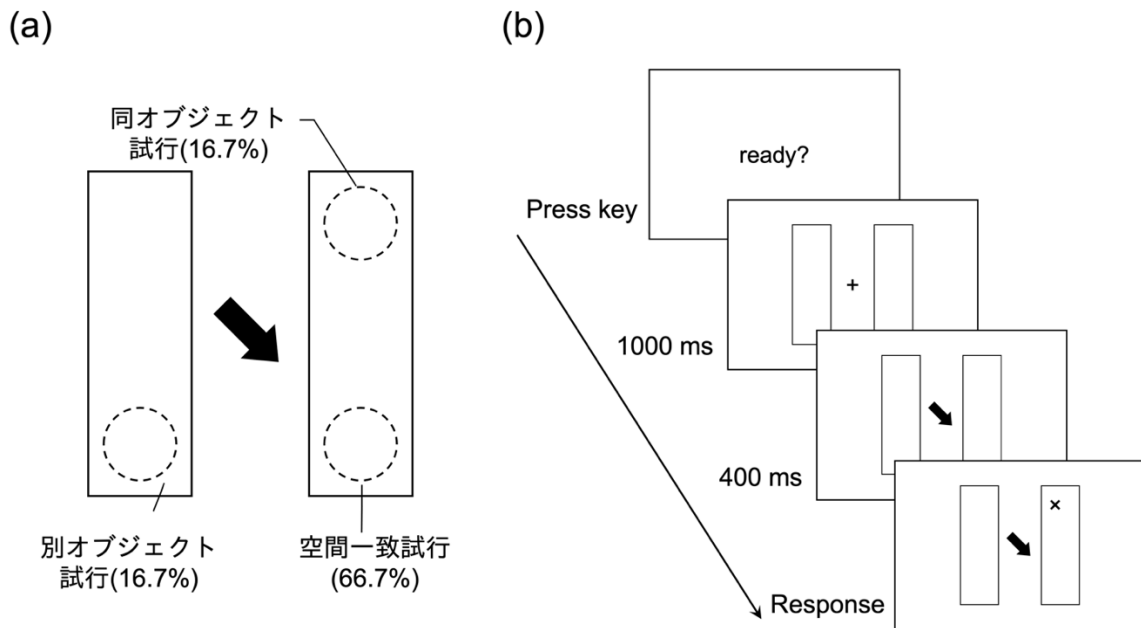 (a)
同オブジェクト
試行(16.7%)
別オブジェクト
試行(16.7%)
空間一致試行
(66.7%)
(b)
ready?
Press key
+
1000 ms
400 ms
×
Response